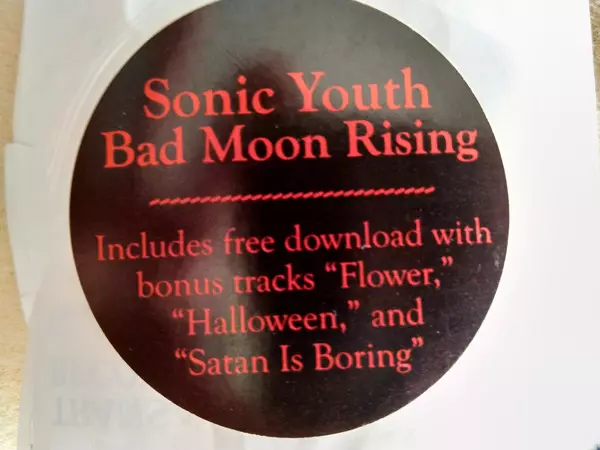 Sonic Youth
Bad Moon Rising
Includes free download with
bonus tracks “Flower,”
“Halloween,” and
“Satan Is Boring”